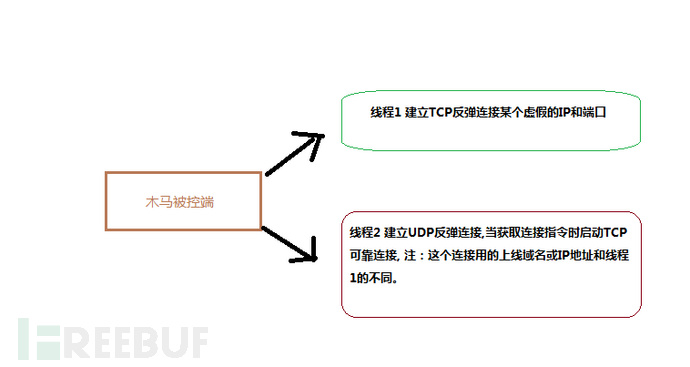 线程1 建立TCP反弹连接某个虚假的IP和端口
木马被控端
线程2 建立UDP反弹连接,当获取连接指令时启动TCP
可靠连接, 注：这个连接用的上线域名或IP地址和线程
1的不同。
FREEBUF